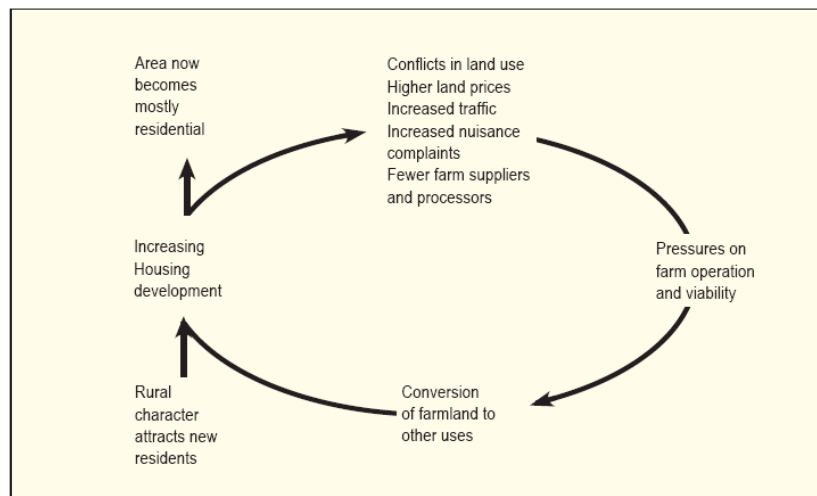 Area now
becomes
mostly
residential
Conflicts in land use
Higher land prices
Increased traffic
Increased nuisance
complaints
Fewer farm suppliers
and processors
Increasing
Housing
development
Pressures on
farm operation
and viability
Rural
character
attracts new
residents
Conversion
of farmland to
other uses